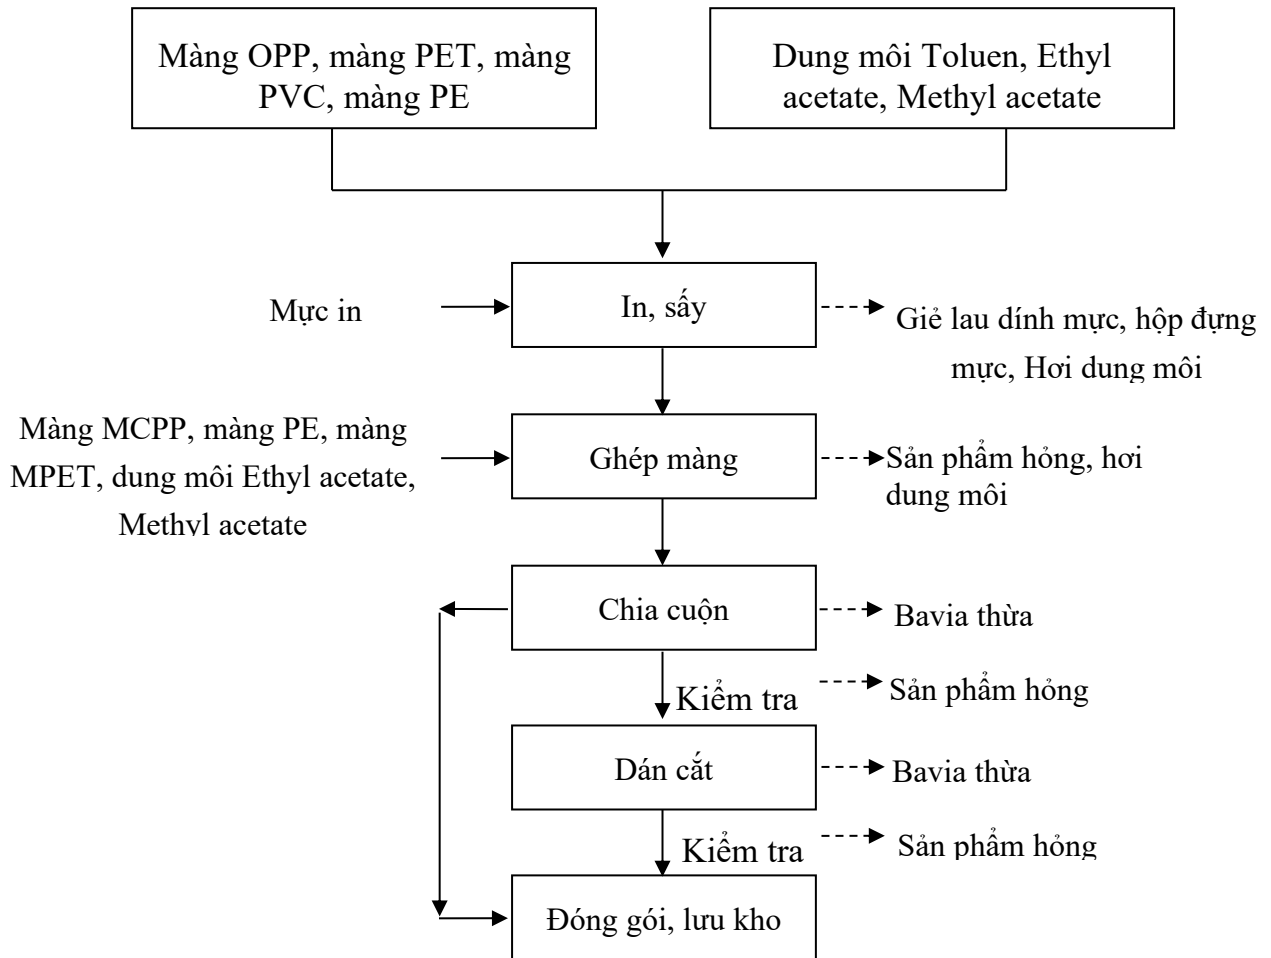 Màng OPP, màng PET, màng
PVC, màng PE
Dung môi Toluen, Ethyl
acetate, Methyl acetate
Mực in
In, sấy
Giẻ lau dính mực, hộp đựng
mực, Hơi dung môi
Màng MCPP, màng PE, màng
MPET, dung môi Ethyl acetate,
Methyl acetate
Ghép màng
Sản phẩm hỏng, hơi
dung môi
Chia cuộn
Bavia thừa
Kiểm tra
Sản phẩm hỏng
Dán cắt
Bavia thừa
Kiểm tra
Sản phẩm hỏng
Đóng gói, lưu kho